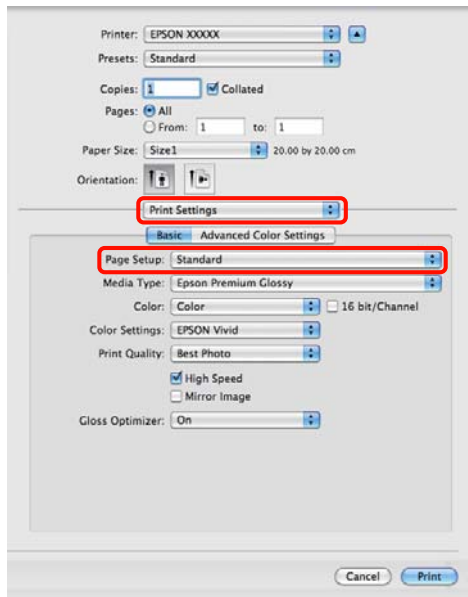 Printer: EPSON XXXXX
Presets: Standard
Copies: 1 Collated
Pages: All
From: 1 to: 1
Paper Size: Size1 20.00 by 20.00 cm
Orientation:
Print Settings
Basic Advanced Color Settings
Page Setup: Standard
Media Type: Epson Premium Glossy
Color: Color 16 bit/Channel
Color Settings: EPSON Vivid
Print Quality: Best Photo
High Speed
Mirror Image
Gloss Optimizer: On
Cancel Print